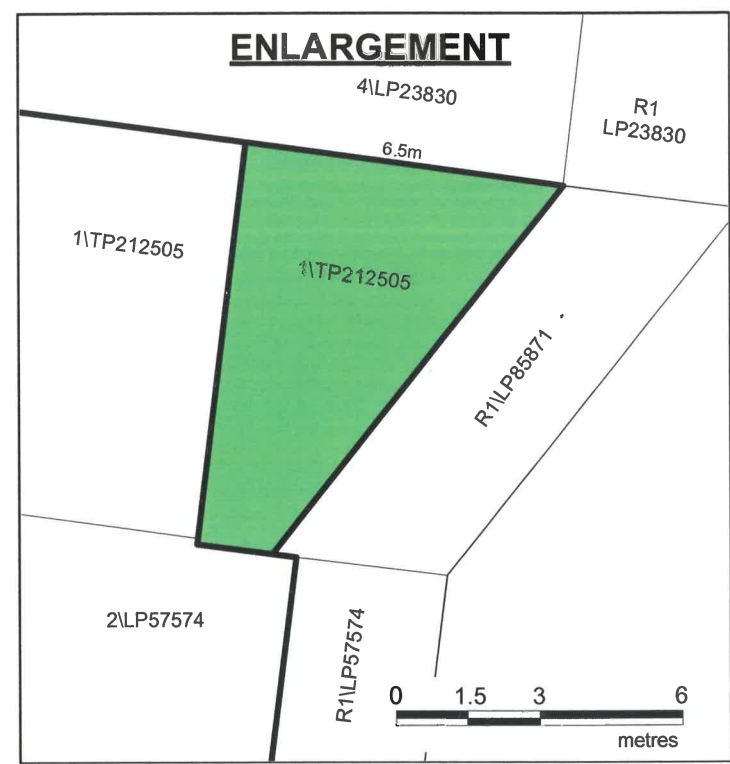 ENLARGEMENT
4\LP23830
R1
LP23830
6.5m
1\TP212505
1\TP212505
R1\LP85871
2\LP57574
R1\LP57574
0 1.5 3 6
metres